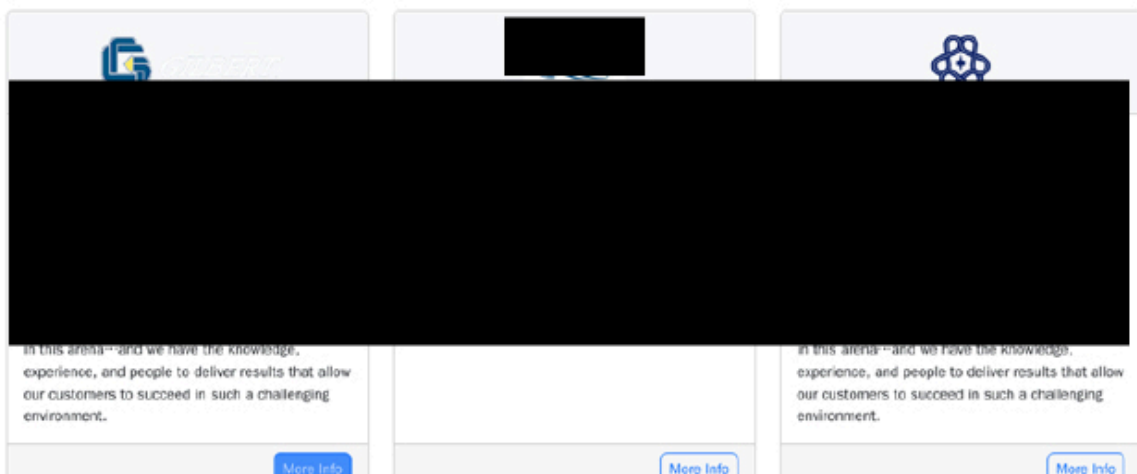 in this arena--and we have the knowledge,
experience, and people to deliver results that allow
our customers to succeed in such a challenging
environment.
More Info
More Info
in this arena--and we have the knowledge,
experience, and people to deliver results that allow
our customers to succeed in such a challenging
environment.
More Info